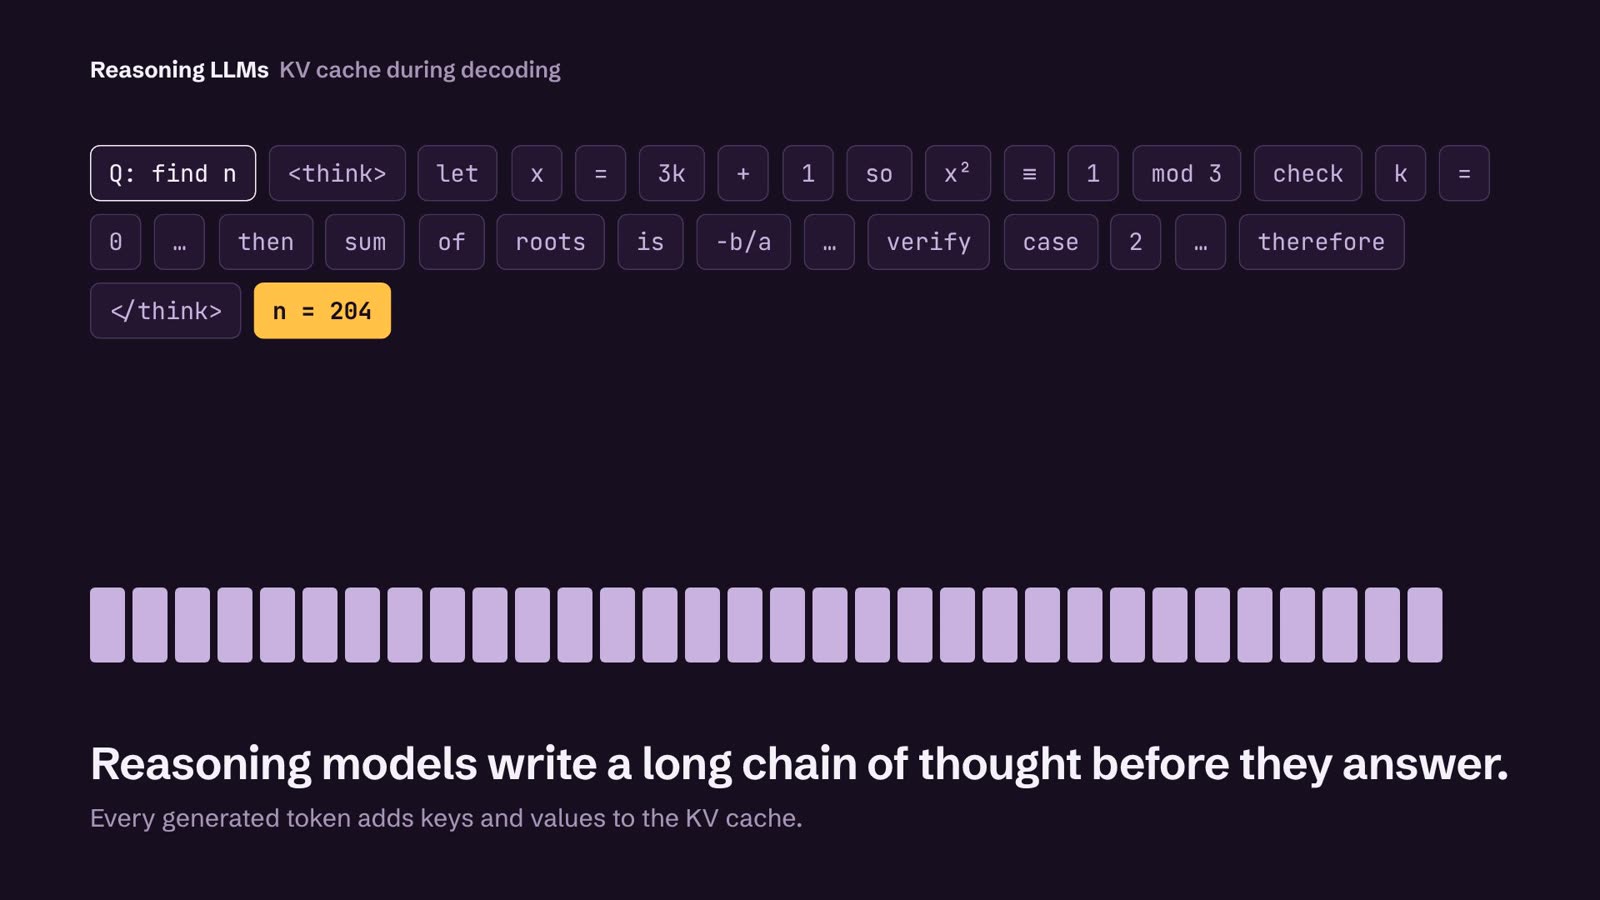 Reasoning LLMs KV cache during decoding
Q: find n <think> let x = 3k + 1 so x² ≡ 1 mod 3 check k =
0 … then sum of roots is -b/a … verify case 2 … therefore
</think> n = 204
Reasoning models write a long chain of thought before they answer.
Every generated token adds keys and values to the KV cache.